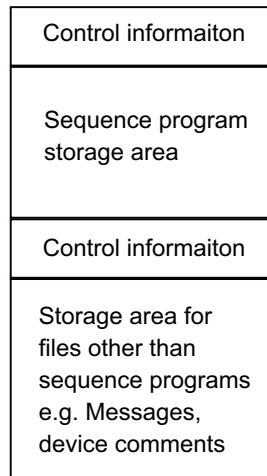 Control informaiton
Sequence program
storage area
Control informaiton
Storage area for
files other than
sequence programs
e.g. Messages,
device comments